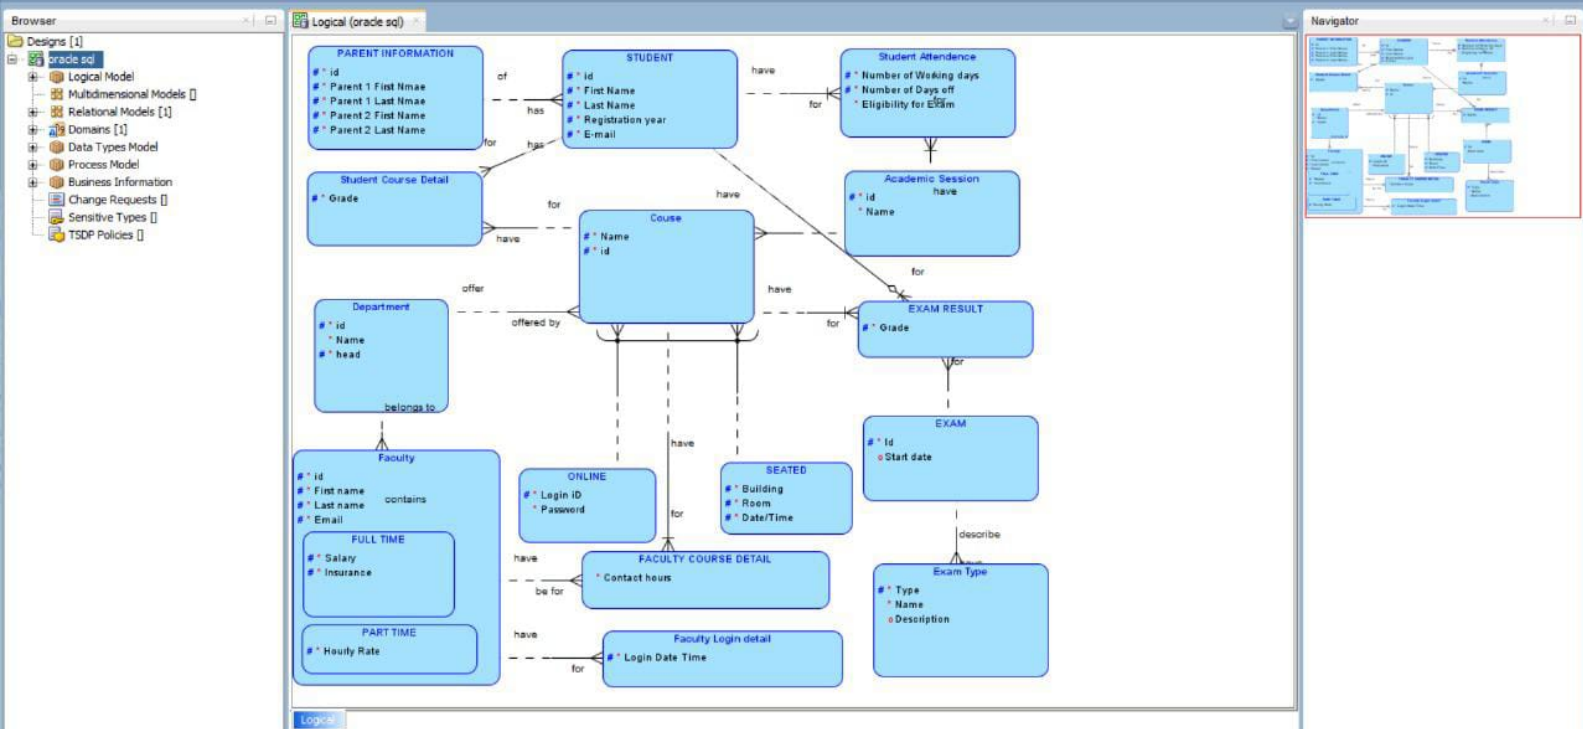 Browser
Designs [1]
oracle sql
Logical Model
Multidimensional Models []
Relational Models [1]
Domains [1]
Data Types Model
Process Model
Business Information
Change Requests []
Sensitive Types []
TSDP Policies []
Logical (oracle sql)
PARENT INFORMATION
# * id
# * Parent 1 First Nmae
# * Parent 1 Last Nmae
# * Parent 2 First Name
# * Parent 2 Last Name
of
has
STUDENT
# * id
# * First Name
# * Last Name
# * Registration year
# * E-mail
have
for
Student Attendence
# * Number of Working days
# * Number of Days off
* Eligibility for Exam
for
for
has
Student Course Detail
# * Grade
for
have
Couse
# * Name
# * id
have
Academic Session
have
# * id
* Name
for
offer
offered by
Department
# * id
* Name
# * head
belongs to
have
for
EXAM RESULT
# * Grade
for
EXAM
# * Id
o Start date
describe
Exam Type
# * Type
* Name
o Description
Faculty
# * id
# * First name
# * Last name
# * Email
contains
FULL TIME
# * Salary
# * Insurance
PART TIME
# * Hourly Rate
ONLINE
# * Login iD
* Password
have
for
SEATED
# * Building
# * Room
# * Date/Time
have
be for
FACULTY COURSE DETAIL
* Contact hours
have
for
Faculty Login detail
# * Login Date Time
Logical
Navigator